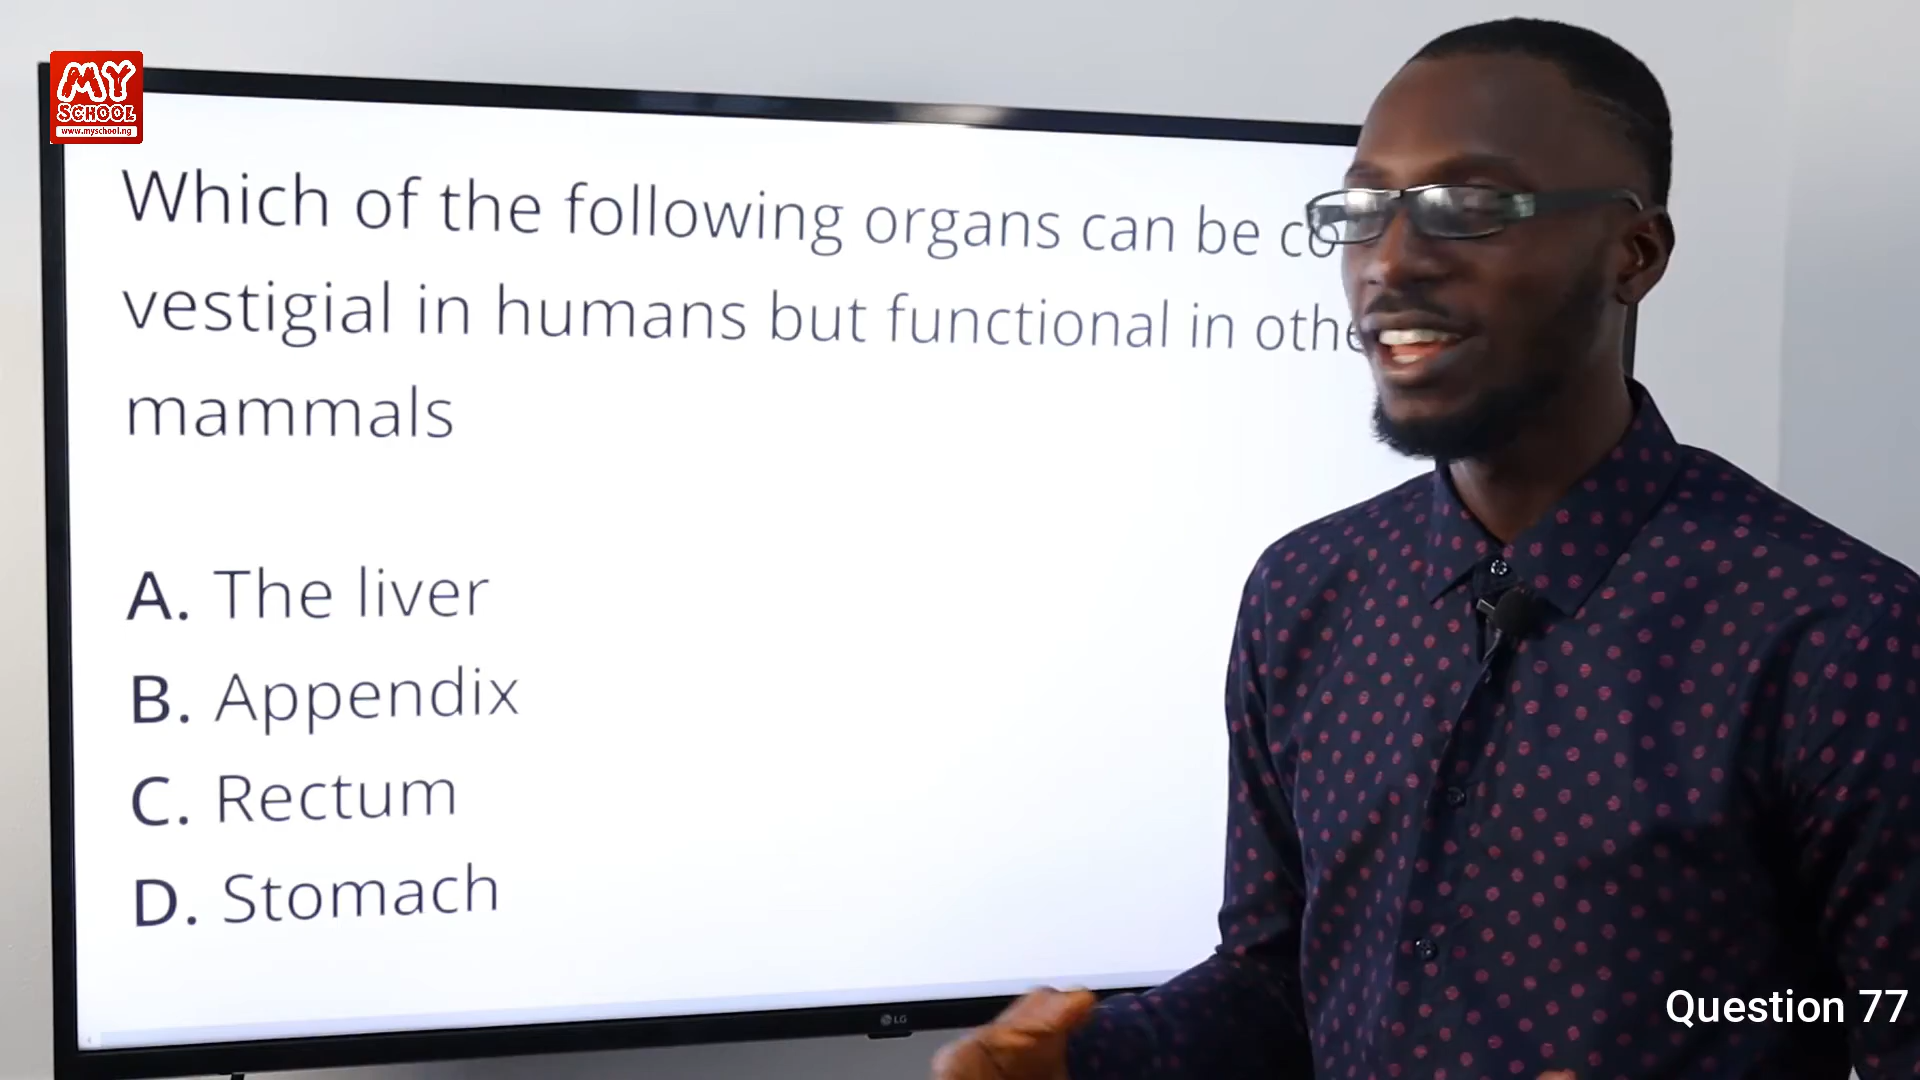 MY
SCHOOL
www.myschool.ng
Which of the following organs can be
vestigial in humans but functional in
mammals
A. The liver
B. Appendix
C. Rectum
D. Stomach
LG
Question 77